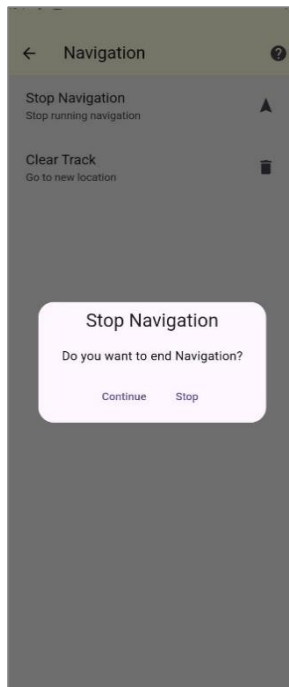 Navigation
Stop Navigation
Stop running navigation
Clear Track
Go to new location
Stop Navigation
Do you want to end Navigation?
Continue Stop